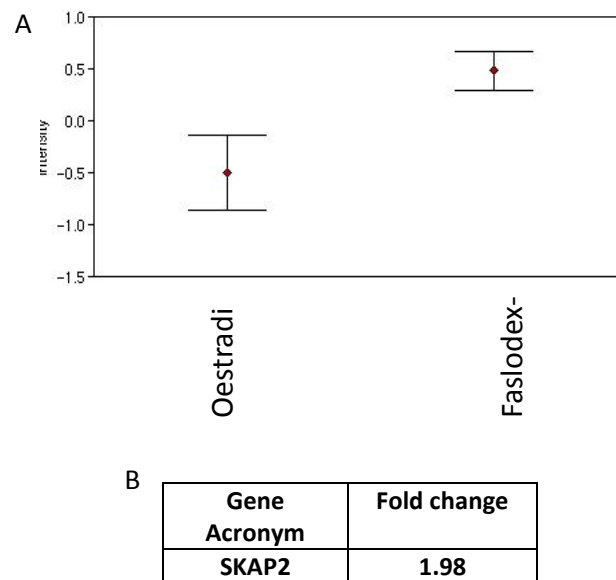 A
1.0
0.5
0.0
-0.5
-1.0
-1.5
Oestradi
Faslodex-
B
Gene Fold change
Acronym
SKAP2 1.98